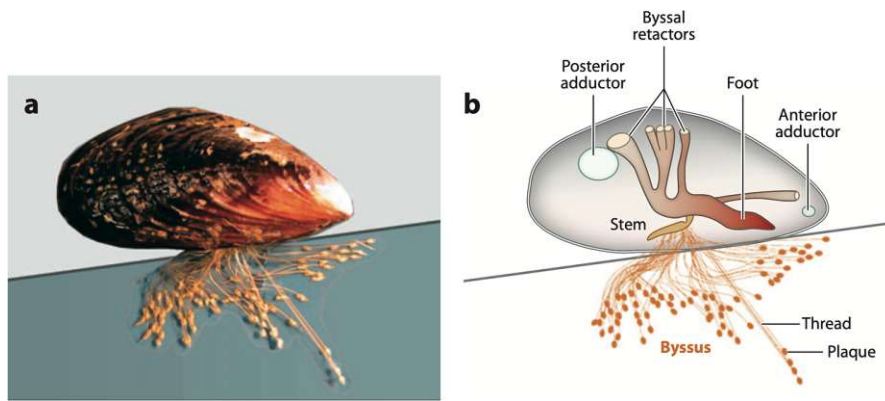 a
b
Byssal
retactors
Posterior
adductor
Foot
Anterior
adductor
Stem
Thread
Byssus
Plaque